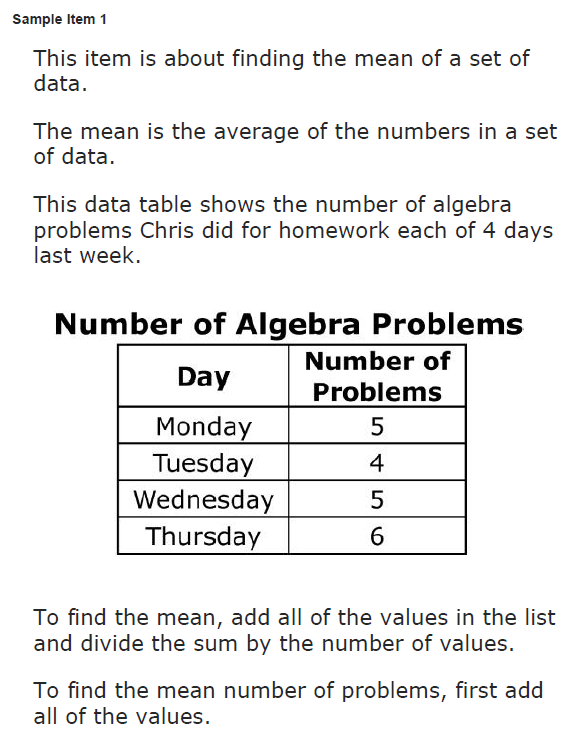 Sample Item 1
This item is about finding the mean of a set of
data.
The mean is the average of the numbers in a set
of data.
This data table shows the number of algebra
problems Chris did for homework each of 4 days
last week.
Number of Algebra Problems
Day Number of
Problems
Monday 5
Tuesday 4
Wednesday 5
Thursday 6
To find the mean, add all of the values in the list
and divide the sum by the number of values.
To find the mean number of problems, first add
all of the values.